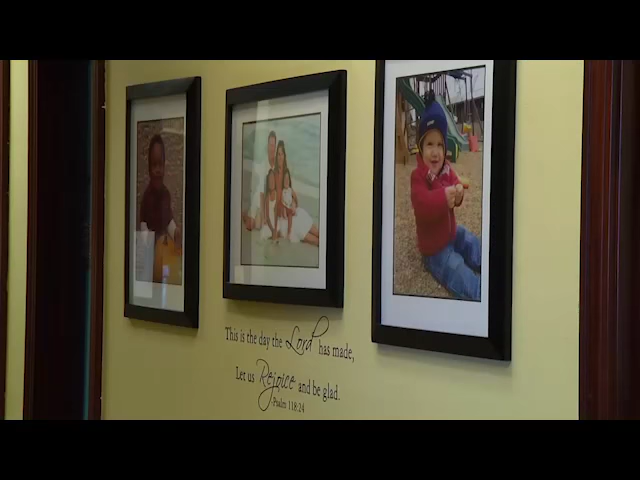 This is the day the Lord has made,
Let us Rejoice and be glad.
-Psalm 118:24